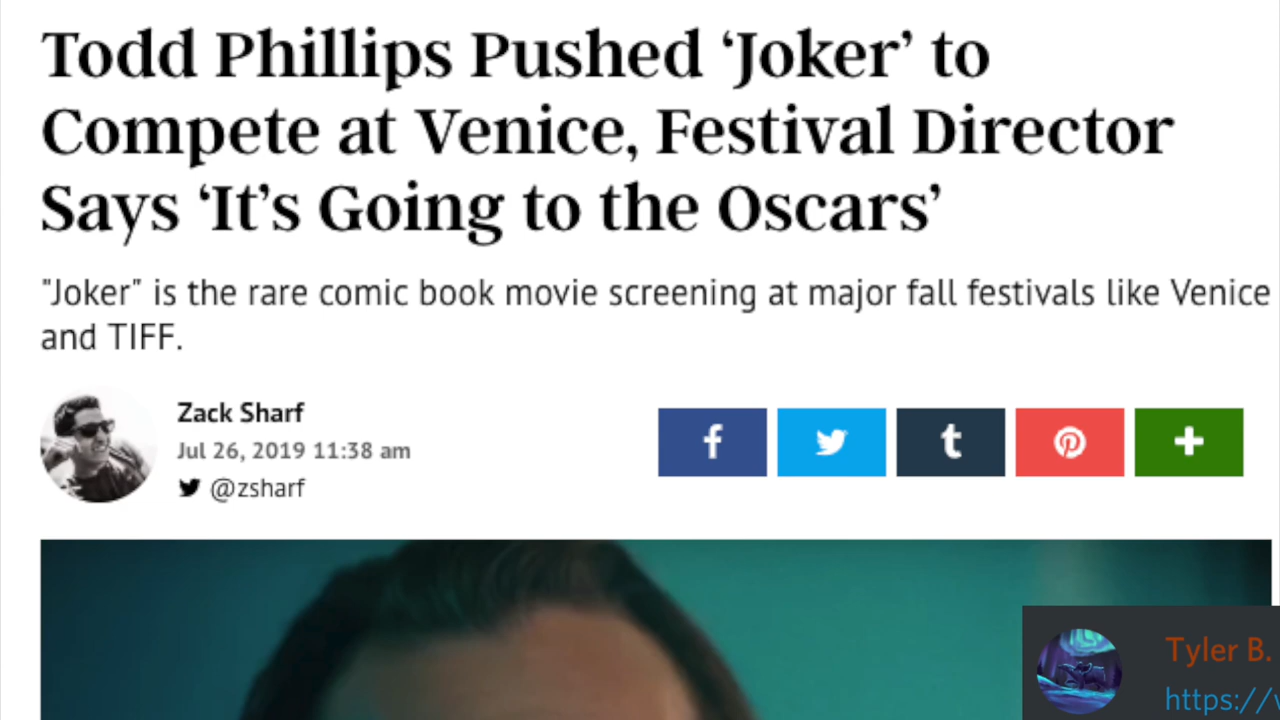 Todd Phillips Pushed ‘Joker’ to
Compete at Venice, Festival Director
Says ‘It’s Going to the Oscars’
"Joker" is the rare comic book movie screening at major fall festivals like Venice
and TIFF.
Zack Sharf
Jul 26, 2019 11:38 am
@zsharf
Tyler B.
https://